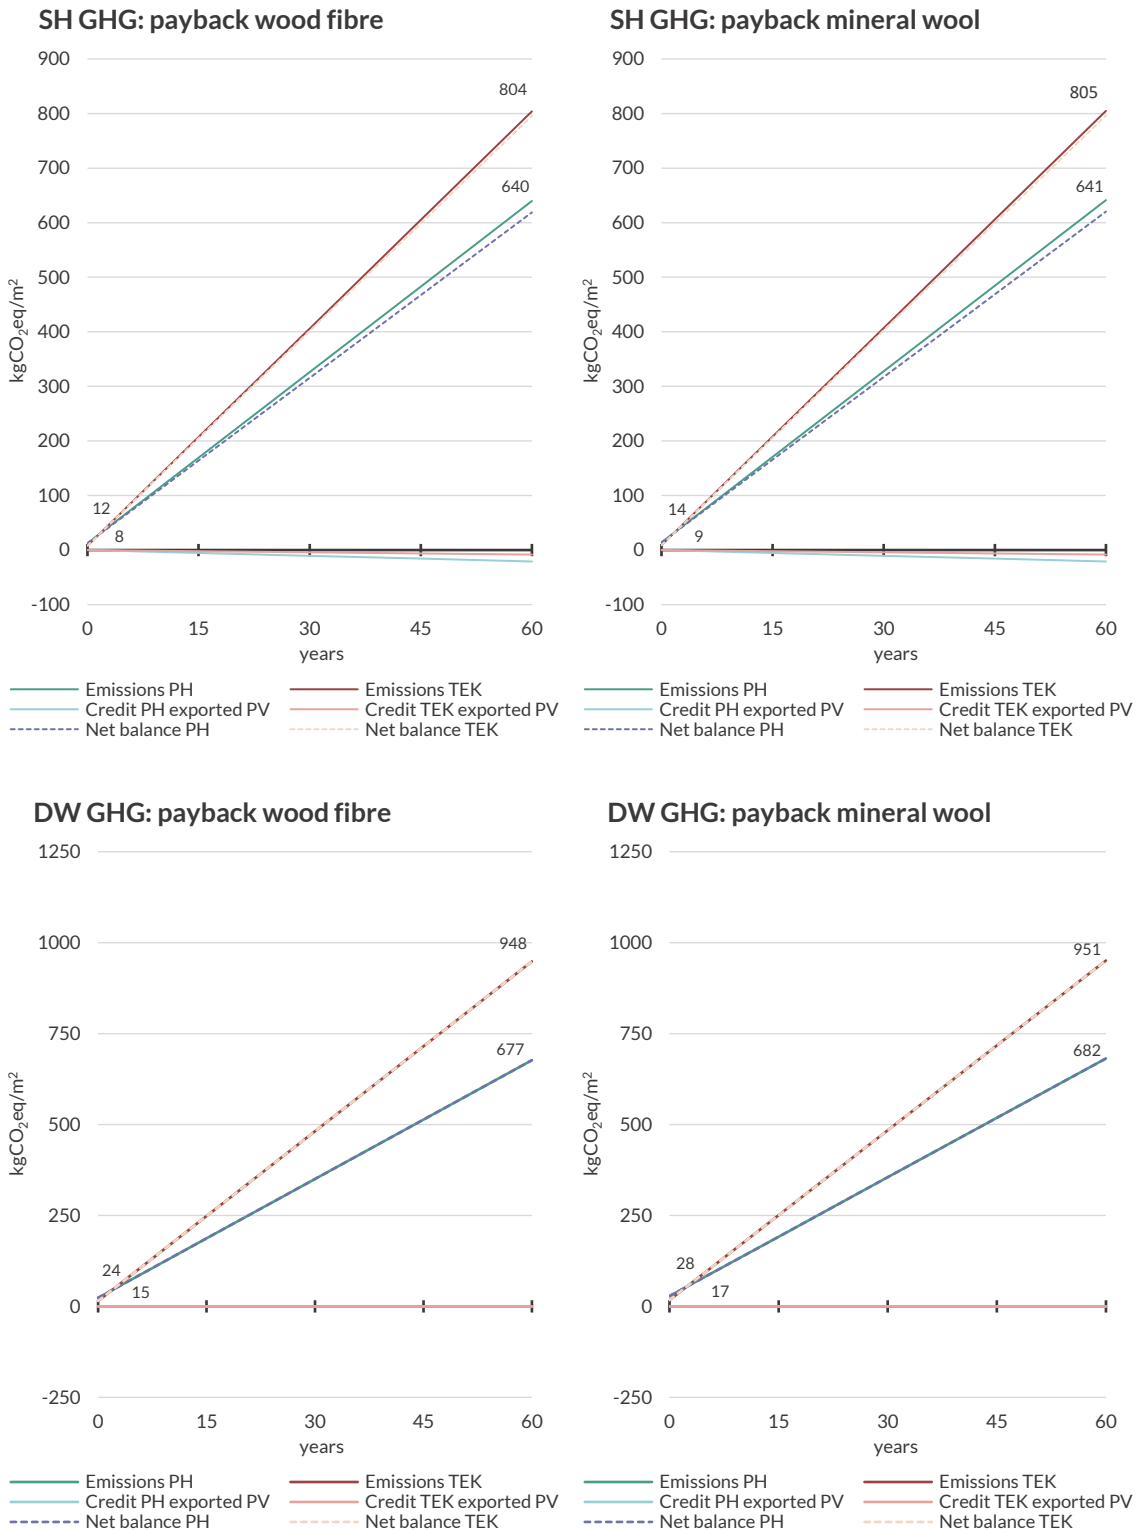 SH GHG: payback wood fibre
900
800
700
600
500
400
300
200
100
0
-100
kgCO₂eq/m²
804
640
12
8
0 15 30 45 60
years
Emissions PH Emissions TEK
Credit PH exported PV Credit TEK exported PV
Net balance PH Net balance TEK
SH GHG: payback mineral wool
900
800
700
600
500
400
300
200
100
0
-100
kgCO₂eq/m²
805
641
14
9
0 15 30 45 60
years
Emissions PH Emissions TEK
Credit PH exported PV Credit TEK exported PV
Net balance PH Net balance TEK
DW GHG: payback wood fibre
1250
1000
750
500
250
0
-250
kgCO₂eq/m²
948
677
24
15
0 15 30 45 60
years
Emissions PH Emissions TEK
Credit PH exported PV Credit TEK exported PV
Net balance PH Net balance TEK
DW GHG: payback mineral wool
1250
1000
750
500
250
0
-250
kgCO₂eq/m²
951
682
28
17
0 15 30 45 60
years
Emissions PH Emissions TEK
Credit PH exported PV Credit TEK exported PV
Net balance PH Net balance TEK